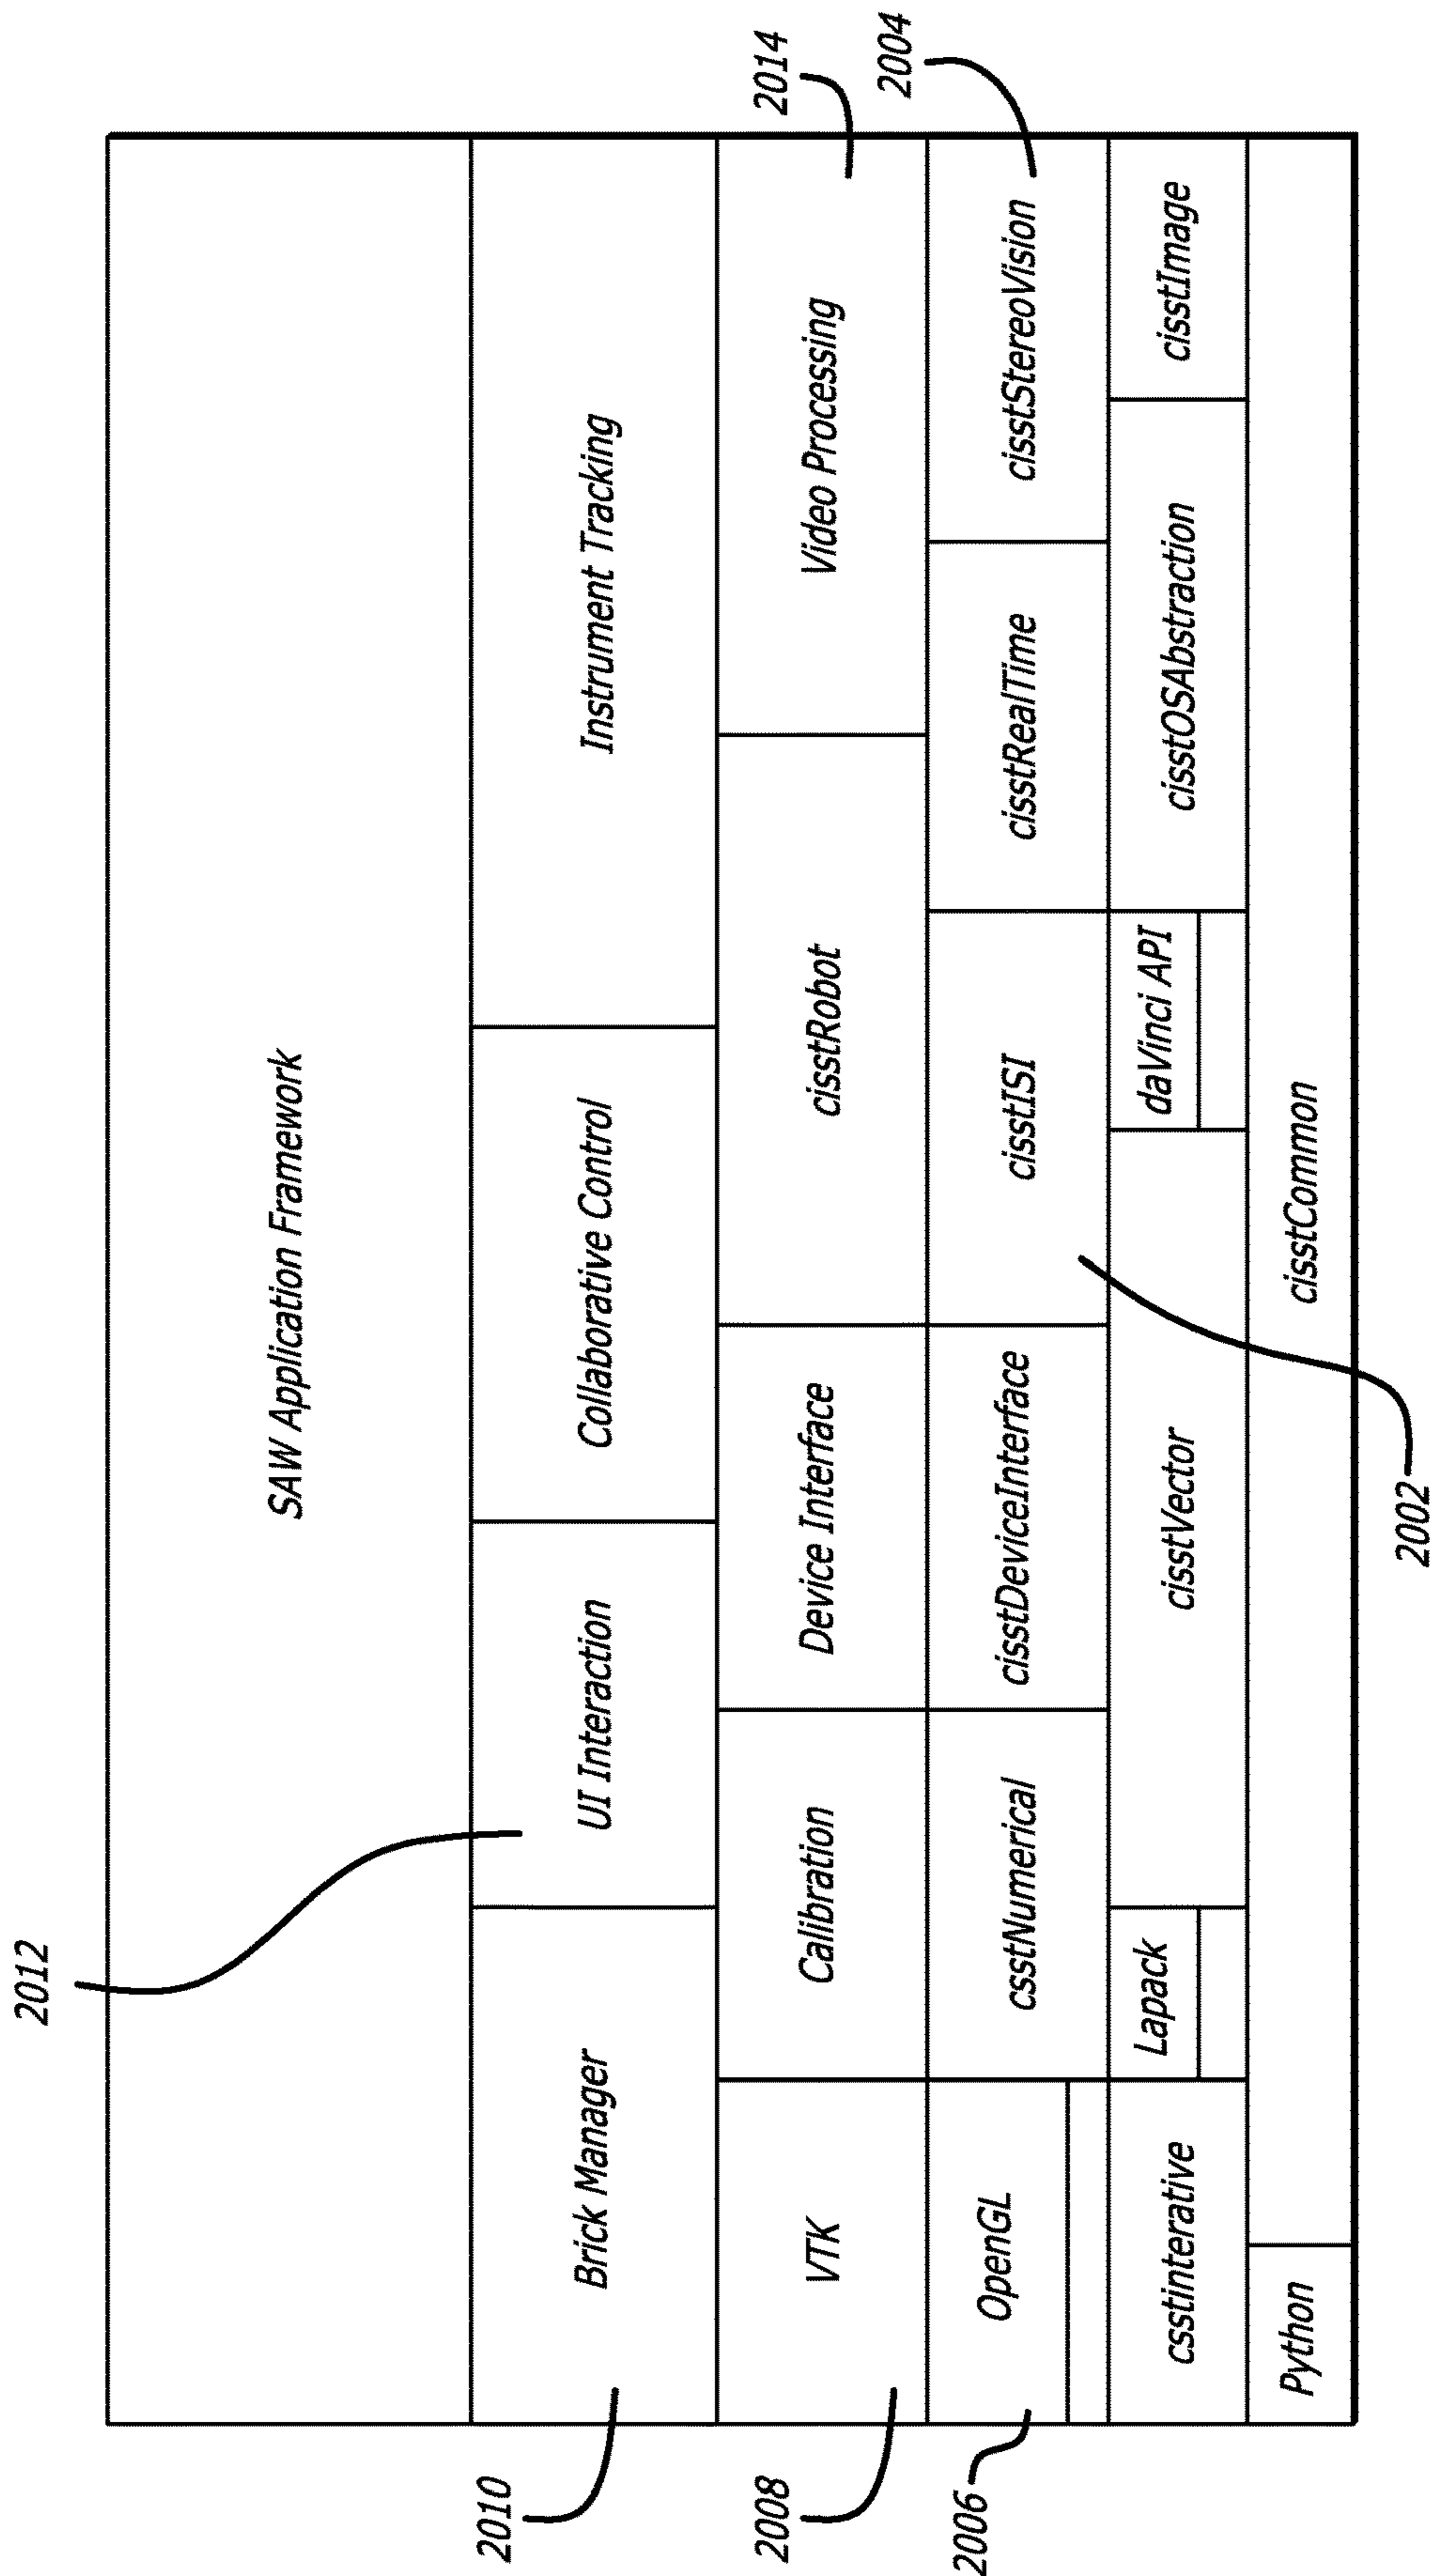 2012
SAW Application Framework
2010
Brick Manager
UI Interaction
Collaborative Control
Instrument Tracking
2008
VTK
Calibration
Device Interface
cisstRobot
Video Processing
2014
2006
OpenGL
csstNumerical
cisstDeviceInterface
cisstISI
cisstRealTime
cisstStereoVision
2004
csstinterative
Lapack
cisstVector
daVinci API
cisstOSAbstraction
cisstImage
Python
cisstCommon
2002